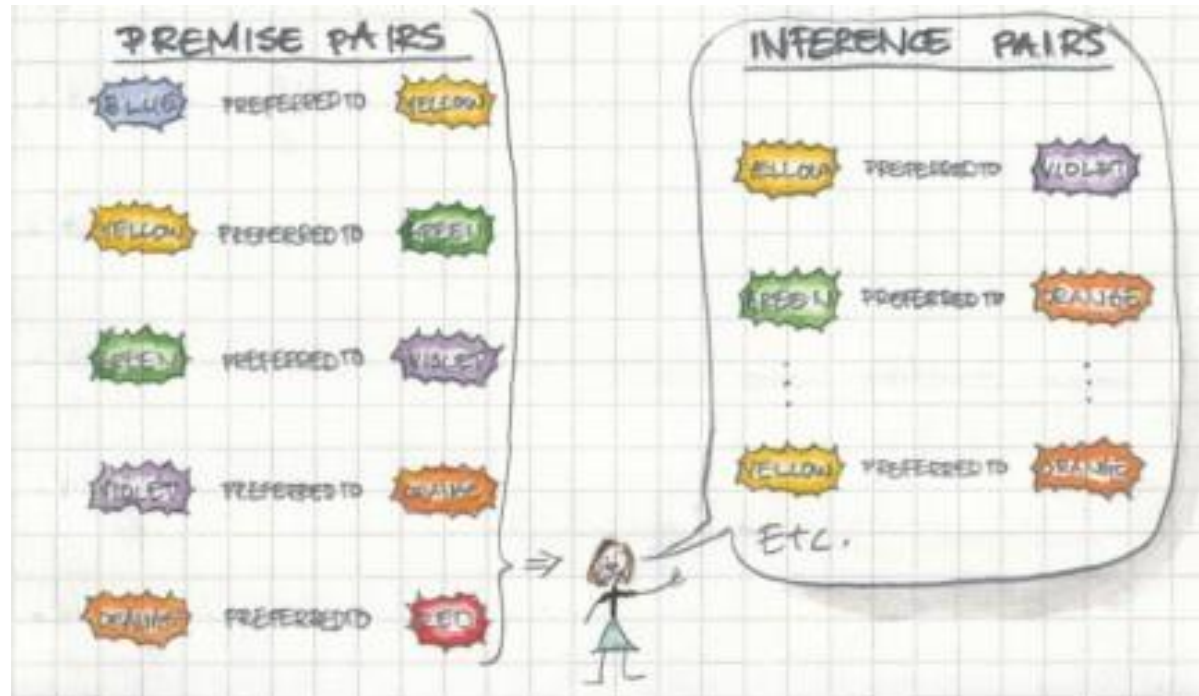 PREMISE PAIRS
BLUE PREFERRED TO YELLOW
YELLOW PREFERRED TO GREEN
GREEN PREFERRED TO VIOLET
VIOLET PREFERRED TO ORANGE
ORANGE PREFERRED TO RED
INFERENCE PAIRS
YELLOW PREFERRED TO VIOLET
GREEN PREFERRED TO ORANGE
YELLOW PREFERRED TO ORANGE
Etc.